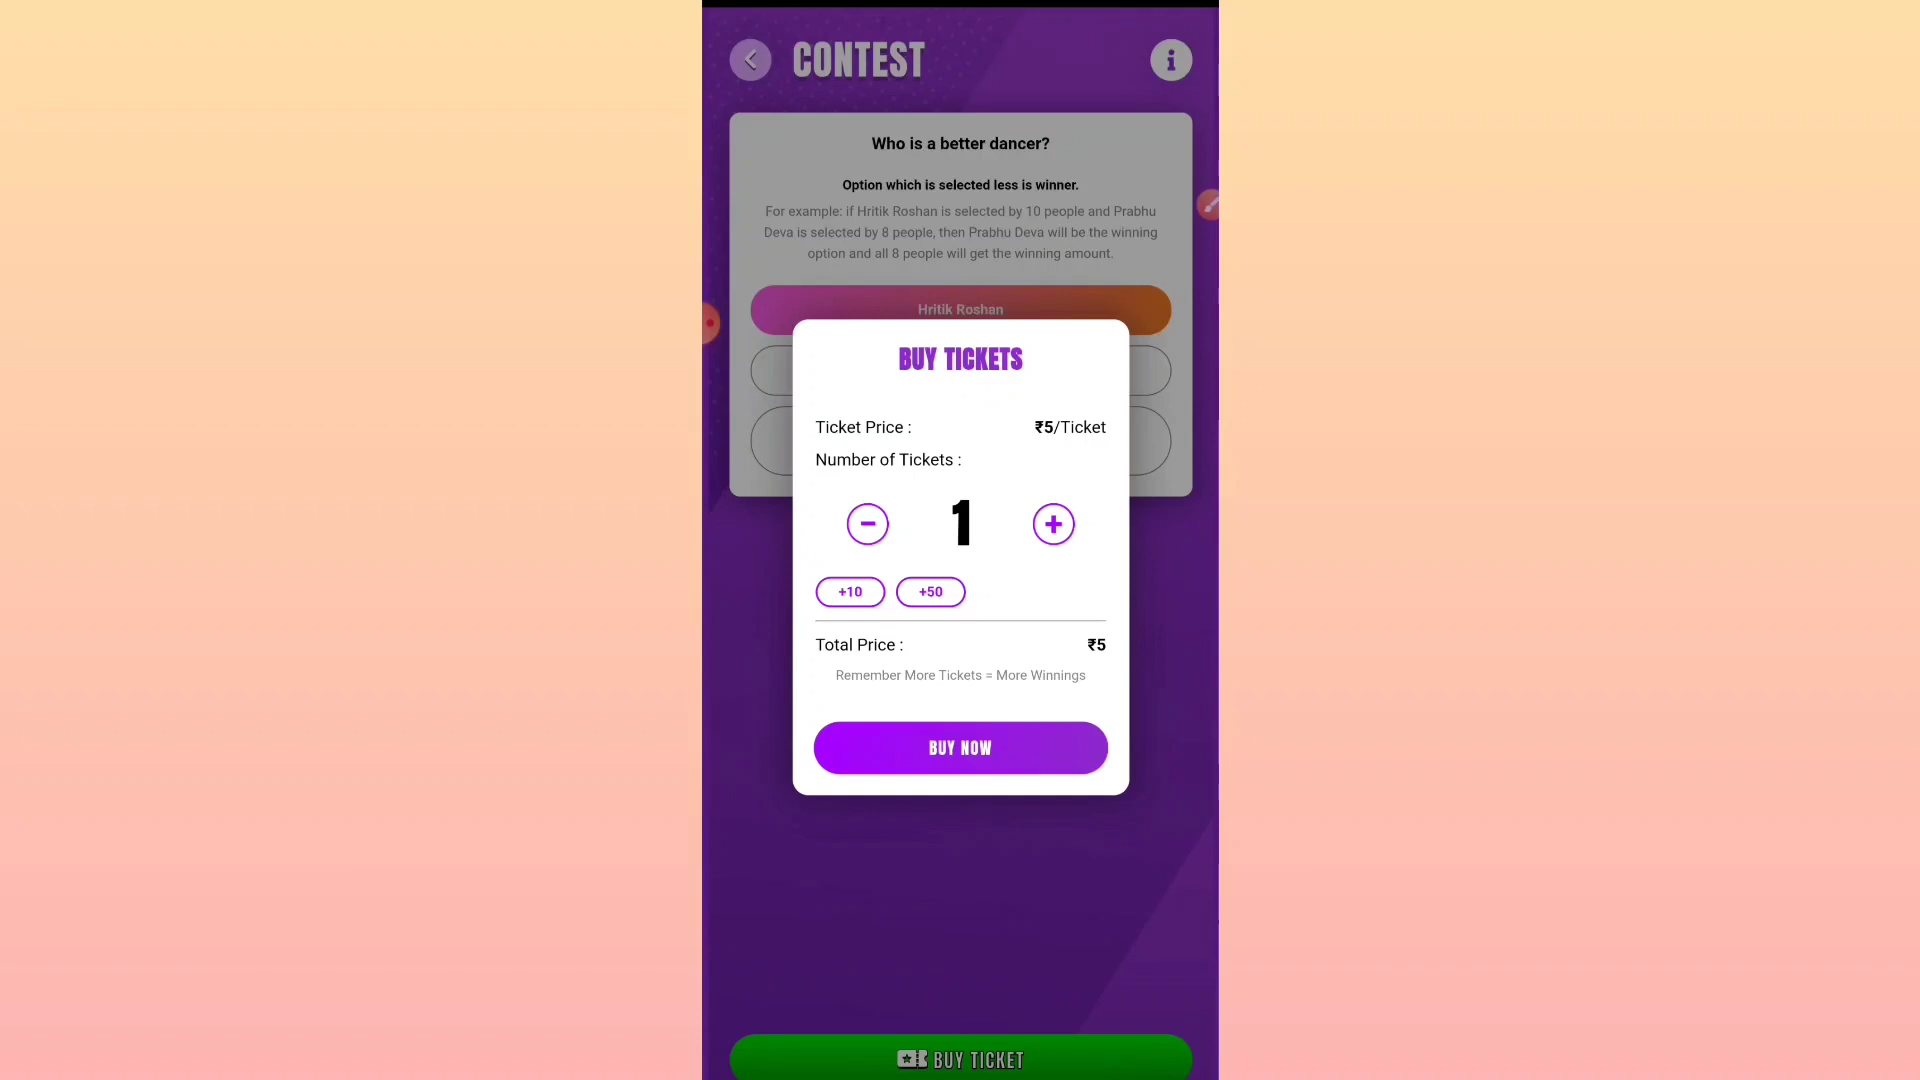 CONTEST
Who is a better dancer?
Option which is selected less is winner.
For example: if Hritik Roshan is selected by 10 people and Prabhu
Deva is selected by 8 people, then Prabhu Deva will be the winning
option and all 8 people will get the winning amount.
Hritik Roshan
BUY TICKETS
Ticket Price : ₹5/Ticket
Number of Tickets :
1
+10 +50
Total Price : ₹5
Remember More Tickets = More Winnings
BUY NOW
BUY TICKET